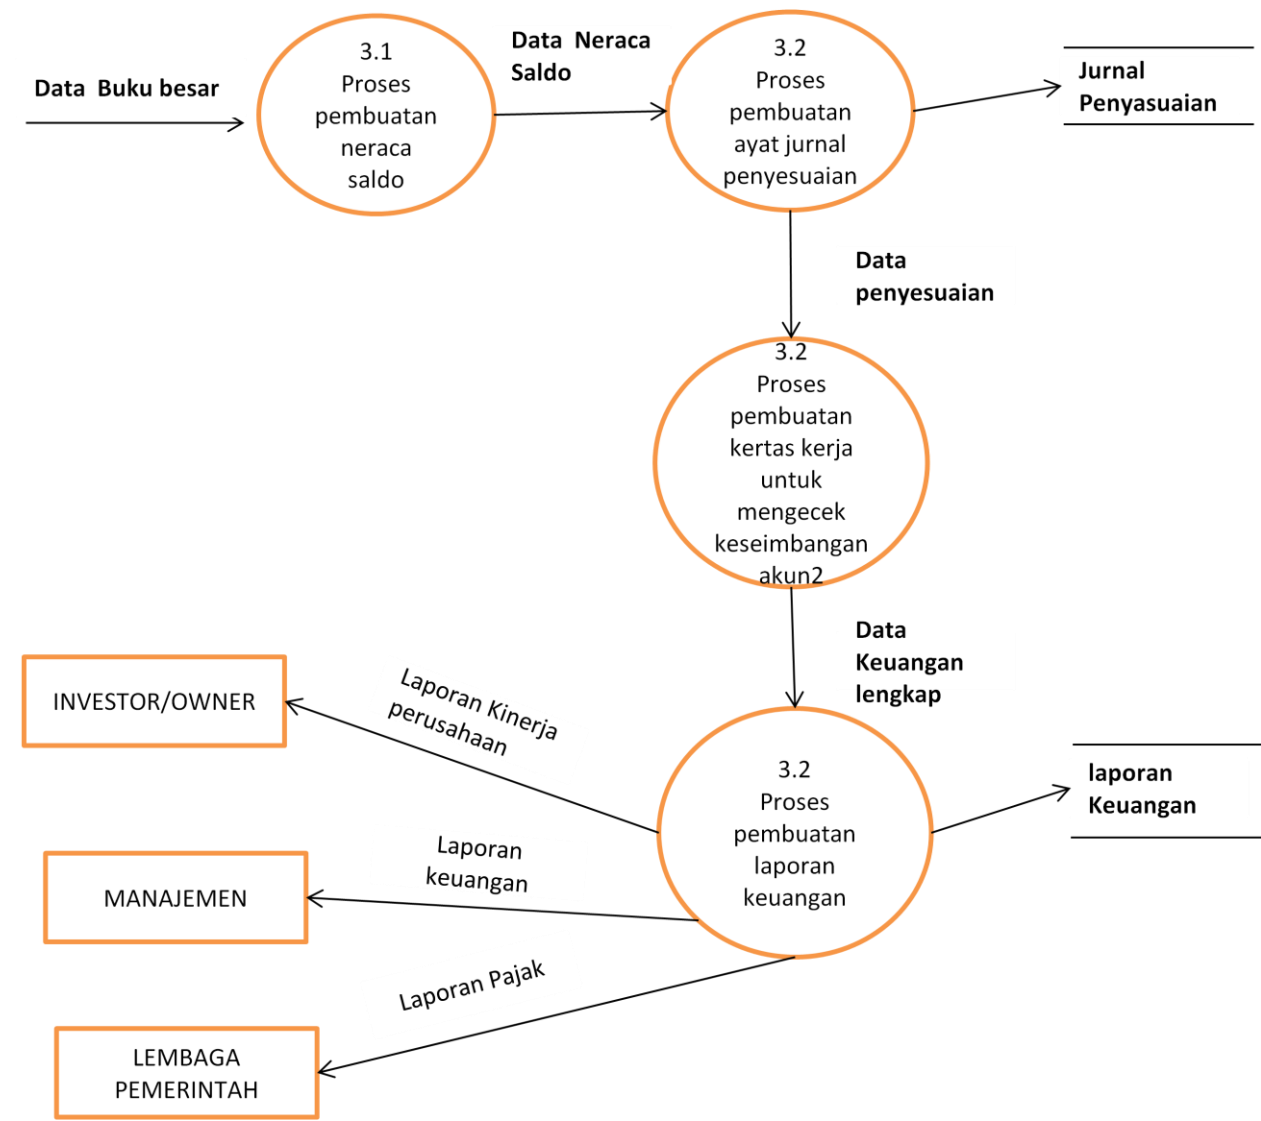 Data Buku besar
3.1
Proses
pembuatan
neraca
saldo
Data Neraca
Saldo
3.2
Proses
pembuatan
ayat jurnal
penyesuaian
Jurnal
Penyasuaian
Data
penyesuaian
3.2
Proses
pembuatan
kertas kerja
untuk
mengecek
keseimbangan
akun2
Data
Keuangan
lengkap
INVESTOR/OWNER
Laporan Kinerja
perusahaan
3.2
Proses
pembuatan
laporan
keuangan
laporan
Keuangan
MANAJEMEN
Laporan
keuangan
Laporan Pajak
LEMBAGA
PEMERINTAH